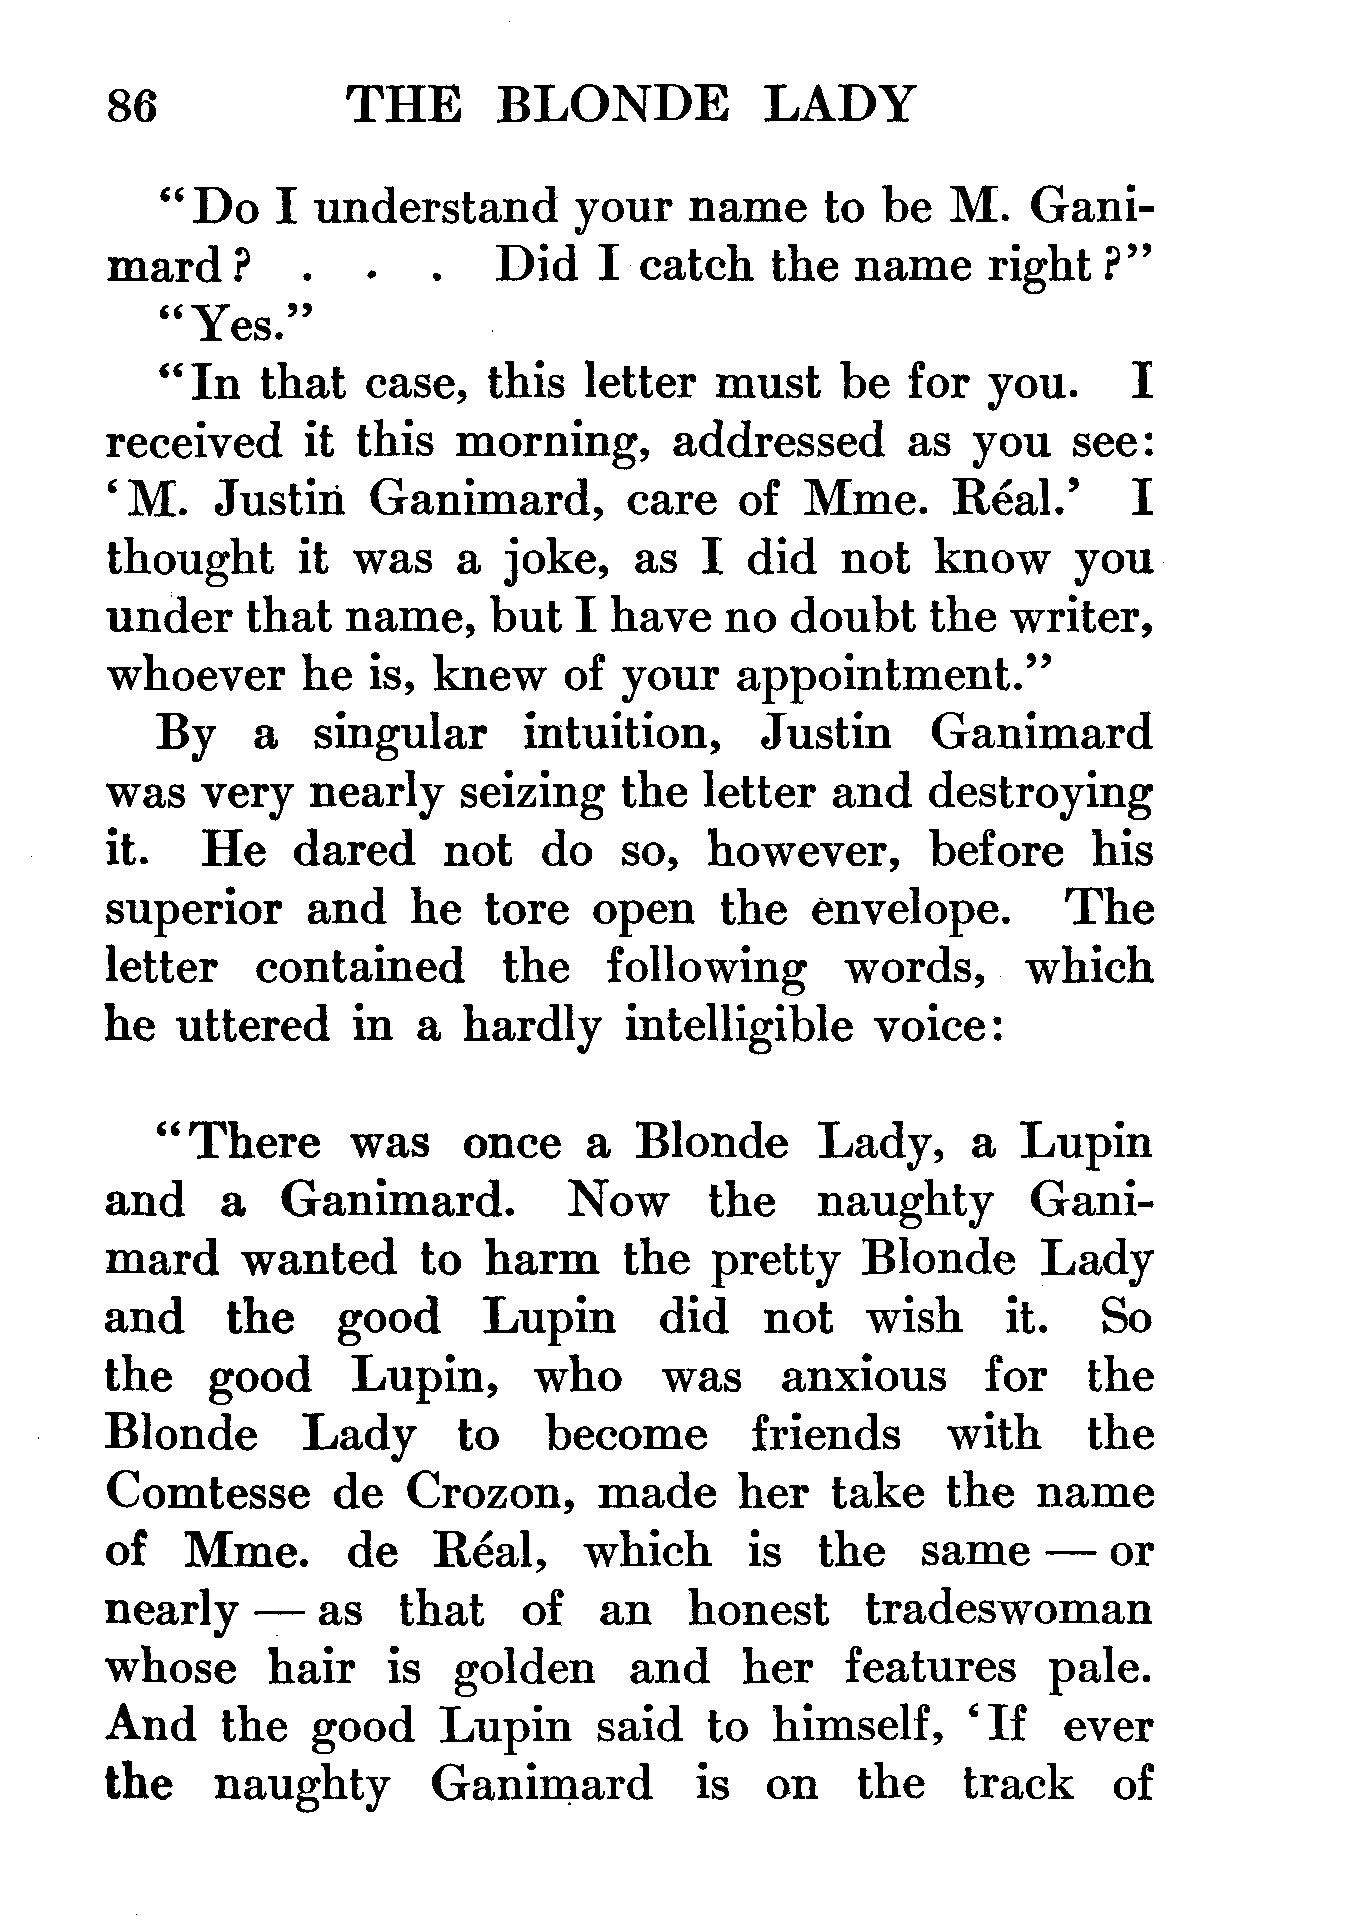 86 THE BLONDE LADY
“Do I understand your name to be M. Gani-
mard? . . . Did I catch the name right?”
“Yes.”
“In that case, this letter must be for you. I
received it this morning, addressed as you see:
‘M. Justin Ganimard, care of Mme. Réal.’ I
thought it was a joke, as I did not know you
under that name, but I have no doubt the writer,
whoever he is, knew of your appointment.”
By a singular intuition, Justin Ganimard
was very nearly seizing the letter and destroying
it. He dared not do so, however, before his
superior and he tore open the envelope. The
letter contained the following words, which
he uttered in a hardly intelligible voice:
“There was once a Blonde Lady, a Lupin
and a Ganimard. Now the naughty Gani-
mard wanted to harm the pretty Blonde Lady
and the good Lupin did not wish it. So
the good Lupin, who was anxious for the
Blonde Lady to become friends with the
Comtesse de Crozon, made her take the name
of Mme. de Réal, which is the same — or
nearly — as that of an honest tradeswoman
whose hair is golden and her features pale.
And the good Lupin said to himself, ‘If ever
the naughty Ganimard is on the track of